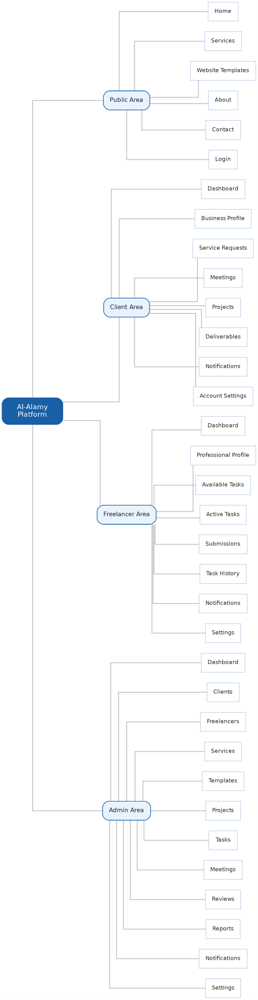 Home
Services
Website Templates
Public Area
About
Contact
Login
Dashboard
Business Profile
Service Requests
Meetings
Client Area
Projects
Deliverables
Notifications
Account Settings
Al-Alamy
Platform
Dashboard
Professional Profile
Available Tasks
Freelancer Area
Active Tasks
Submissions
Task History
Notifications
Settings
Dashboard
Clients
Freelancers
Services
Templates
Admin Area
Projects
Tasks
Meetings
Reviews
Reports
Notifications
Settings